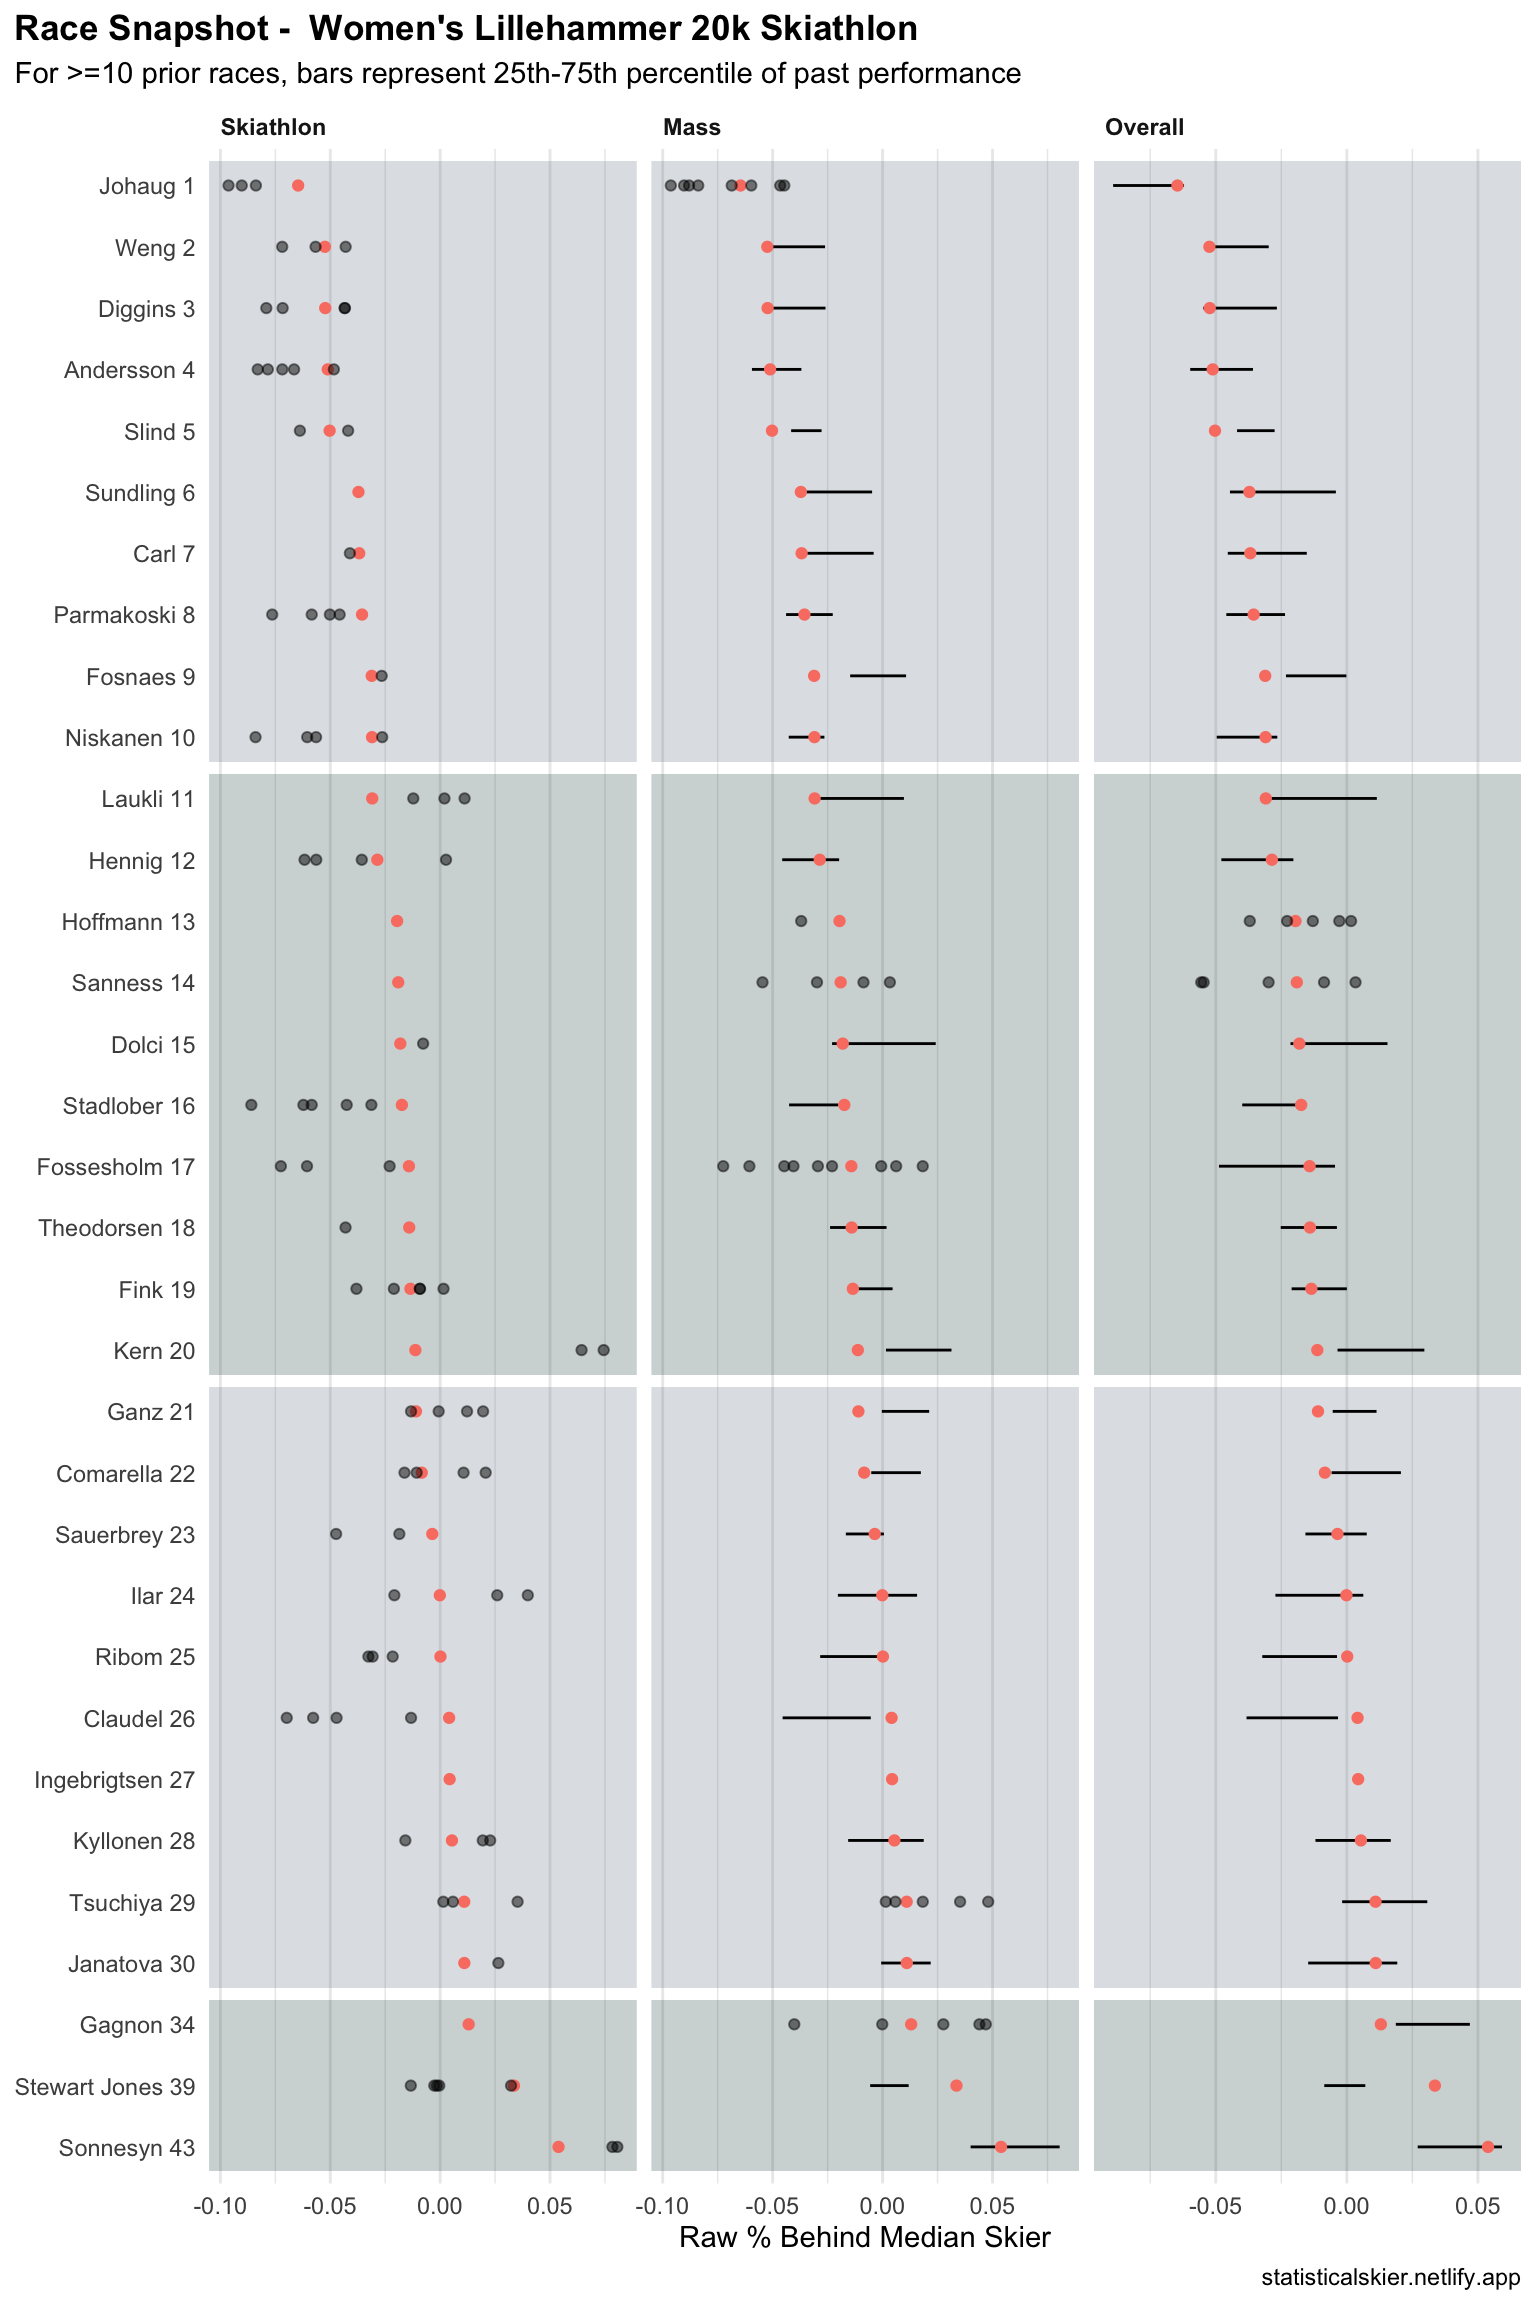 Race Snapshot -  Women's Lillehammer 20k Skiathlon
For >=10 prior races, bars represent 25th-75th percentile of past performance
Skiathlon Mass Overall
Johaug 1
Weng 2
Diggins 3
Andersson 4
Slind 5
Sundling 6
Carl 7
Parmakoski 8
Fosnaes 9
Niskanen 10
Laukli 11
Hennig 12
Hoffmann 13
Sanness 14
Dolci 15
Stadlober 16
Fossesholm 17
Theodorsen 18
Fink 19
Kern 20
Ganz 21
Comarella 22
Sauerbrey 23
Ilar 24
Ribom 25
Claudel 26
Ingebrigtsen 27
Kyllonen 28
Tsuchiya 29
Janatova 30
Gagnon 34
Stewart Jones 39
Sonnesyn 43
-0.10 -0.05 0.00 0.05 -0.10 -0.05 0.00 0.05 -0.05 0.00 0.05
Raw % Behind Median Skier
statisticalskier.netlify.app